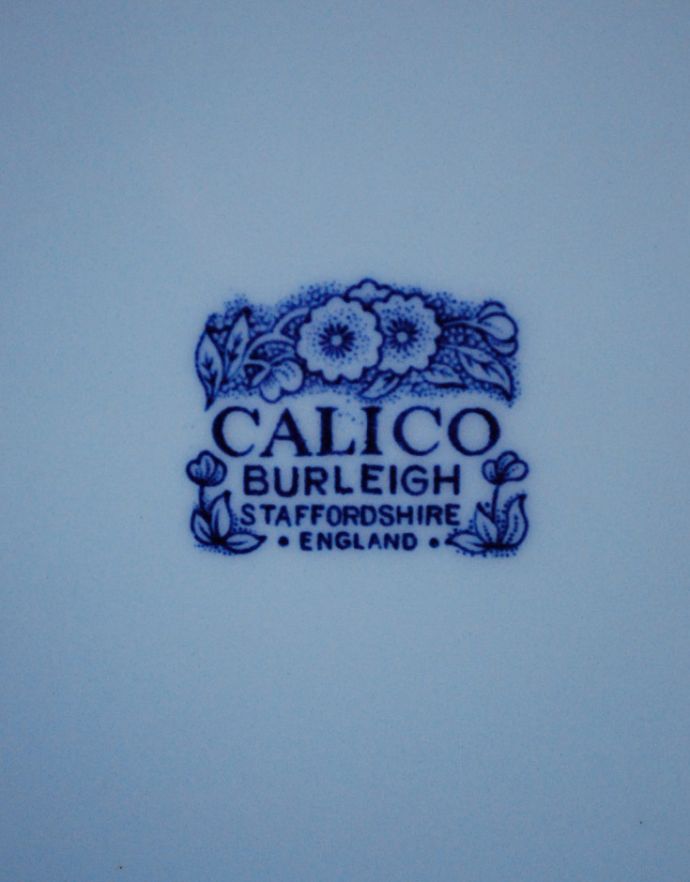 CALICO
BURLEIGH
STAFFORDSHIRE
• ENGLAND •